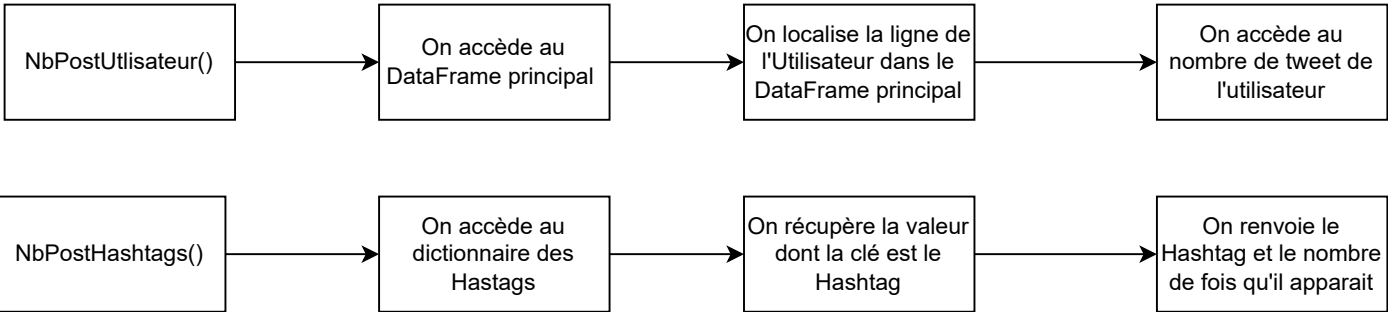 NbPostUtlisateur()
On accède au
DataFrame principal
On localise la ligne de
l'Utilisateur dans le
DataFrame principal
On accède au
nombre de tweet de
l'utilisateur
NbPostHashtags()
On accède au
dictionnaire des
Hastags
On récupère la valeur
dont la clé est le
Hashtag
On renvoie le
Hashtag et le nombre
de fois qu'il apparait